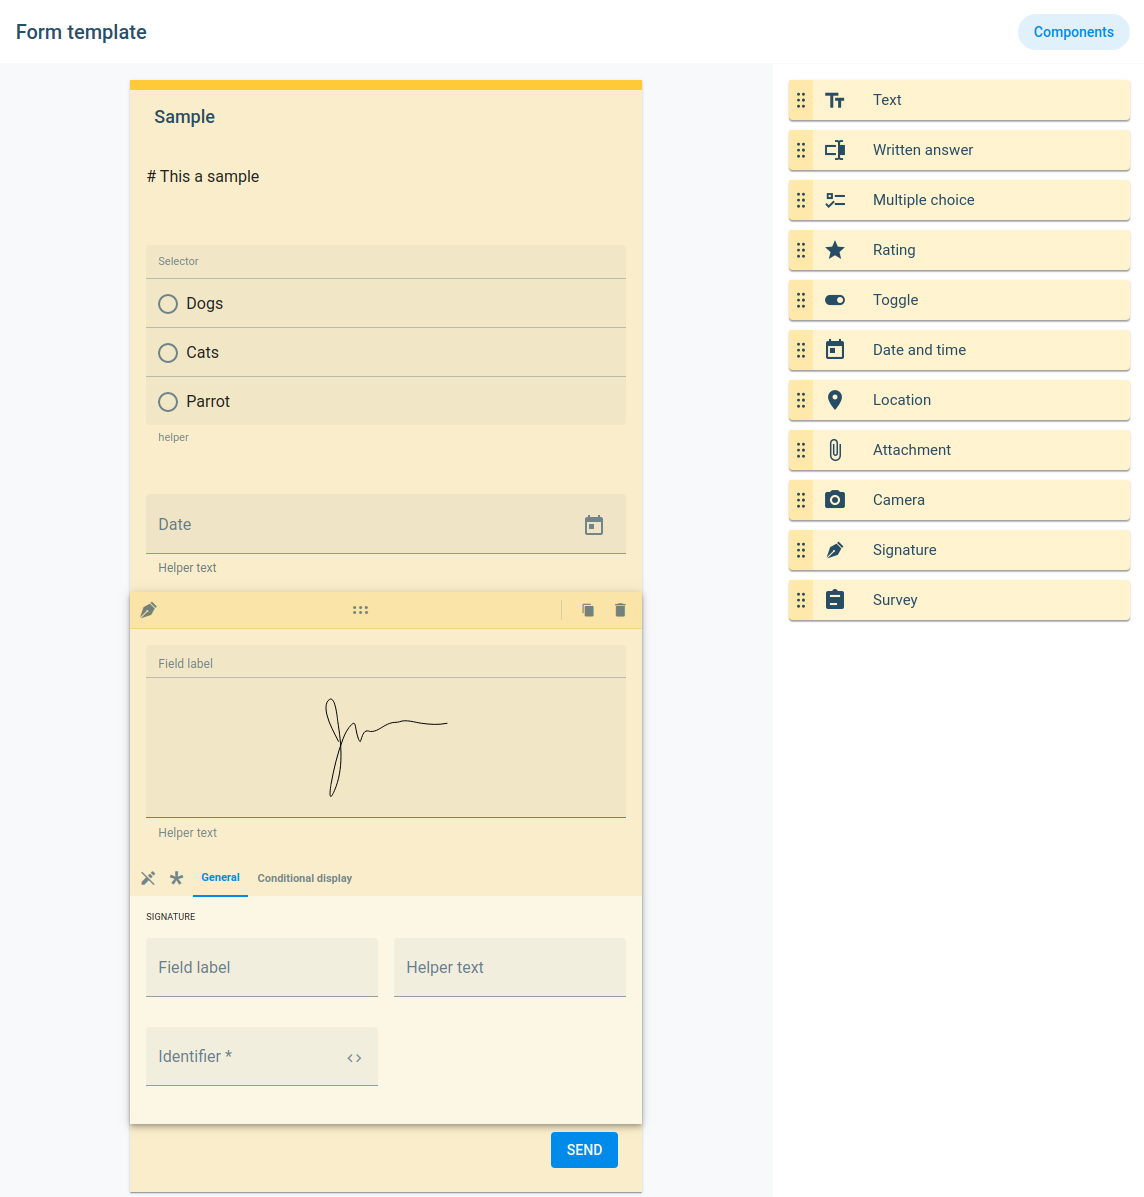 Form template
Components
Sample
# This a sample
Selector
Dogs
Cats
Parrot
helper
Date
Helper text
Field label
Helper text
General Conditional display
SIGNATURE
Field label Helper text
Identifier *
SEND
Text
Written answer
Multiple choice
Rating
Toggle
Date and time
Location
Attachment
Camera
Signature
Survey